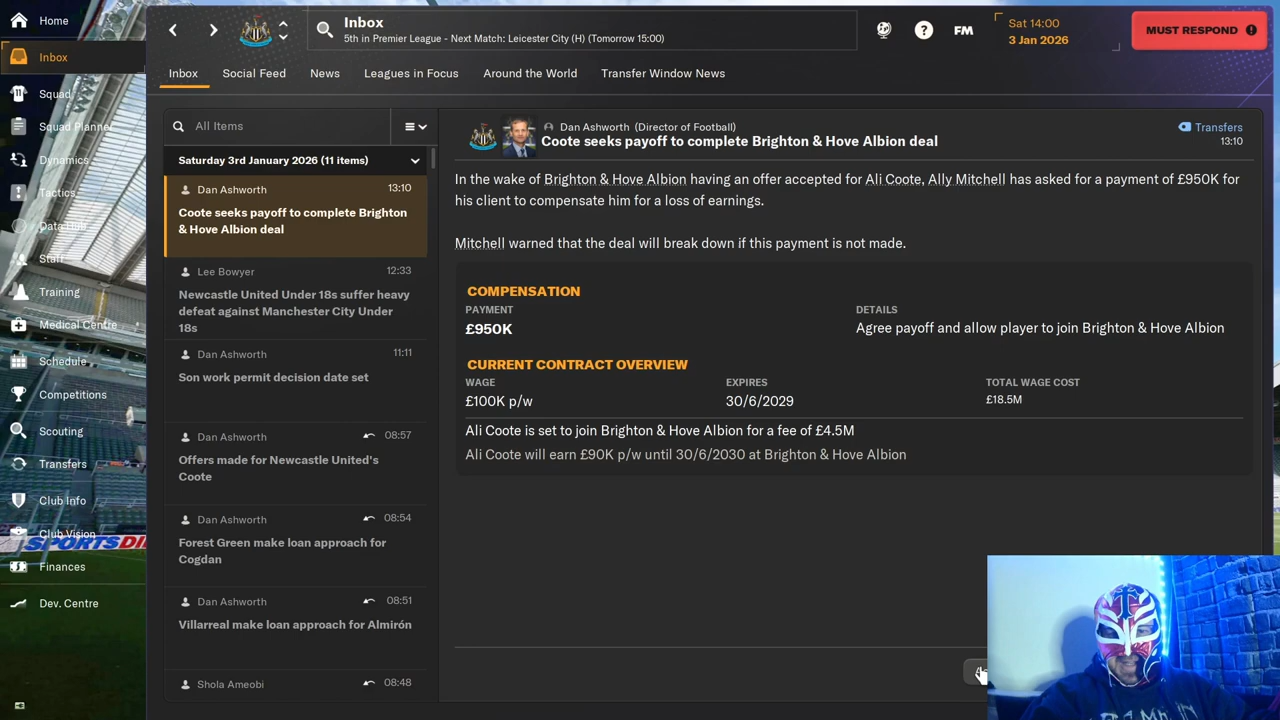 Home
Inbox
Squad
Squad Planner
Dynamics
Tactics
Data Hub
Staff
Training
Medical Centre
Schedule
Competitions
Scouting
Transfers
Club Info
Club Vision
Finances
Dev. Centre
SPORTS
Inbox
5th in Premier League - Next Match: Leicester City (H) (Tomorrow 15:00)
?
FM
Sat 14:00
3 Jan 2026
MUST RESPOND
Inbox
Social Feed
News
Leagues in Focus
Around the World
Transfer Window News
All Items
Saturday 3rd January 2026 (11 items)
Dan Ashworth 13:10
Coote seeks payoff to complete Brighton
& Hove Albion deal
Lee Bowyer 12:33
Newcastle United Under 18s suffer heavy
defeat against Manchester City Under
18s
Dan Ashworth 11:11
Son work permit decision date set
Dan Ashworth 08:57
Offers made for Newcastle United's
Coote
Dan Ashworth 08:54
Forest Green make loan approach for
Cogdan
Dan Ashworth 08:51
Villarreal make loan approach for Almirón
Shola Ameobi 08:48
Dan Ashworth (Director of Football)
Coote seeks payoff to complete Brighton & Hove Albion deal
Transfers
13:10
In the wake of Brighton & Hove Albion having an offer accepted for Ali Coote, Ally Mitchell has asked for a payment of £950K for
his client to compensate him for a loss of earnings.
Mitchell warned that the deal will break down if this payment is not made.
COMPENSATION
PAYMENT DETAILS
£950K Agree payoff and allow player to join Brighton & Hove Albion
CURRENT CONTRACT OVERVIEW
WAGE EXPIRES TOTAL WAGE COST
£100K p/w 30/6/2029 £18.5M
Ali Coote is set to join Brighton & Hove Albion for a fee of £4.5M
Ali Coote will earn £90K p/w until 30/6/2030 at Brighton & Hove Albion